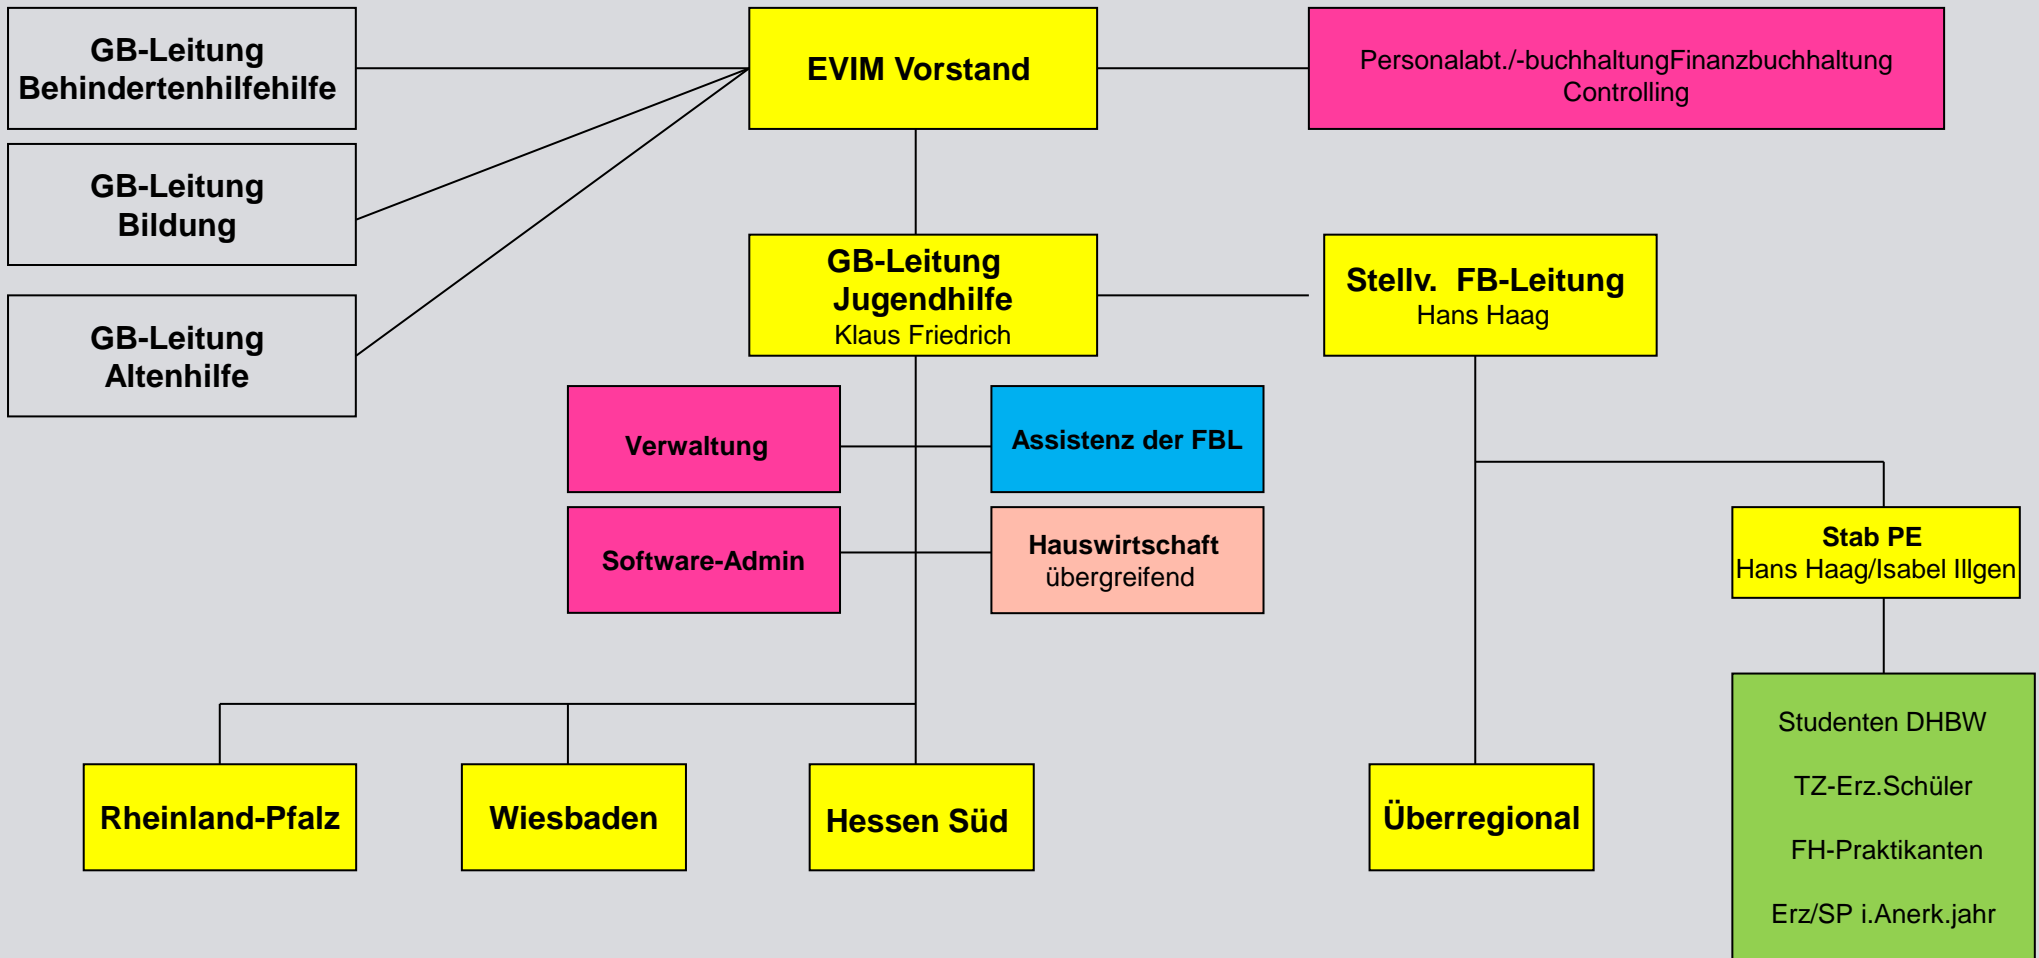 GB-Leitung
Behindertenhilfehilfe
EVIM Vorstand
Personalabt./-buchhaltungFinanzbuchhaltung
Controlling
GB-Leitung
Bildung
GB-Leitung
Jugendhilfe
Klaus Friedrich
Stellv. FB-Leitung
Hans Haag
GB-Leitung
Altenhilfe
Verwaltung
Assistenz der FBL
Software-Admin
Hauswirtschaft
übergreifend
Stab PE
Hans Haag/Isabel Illgen
Rheinland-Pfalz
Wiesbaden
Hessen Süd
Überregional
Studenten DHBW
TZ-Erz.Schüler
FH-Praktikanten
Erz/SP i.Anerk.jahr